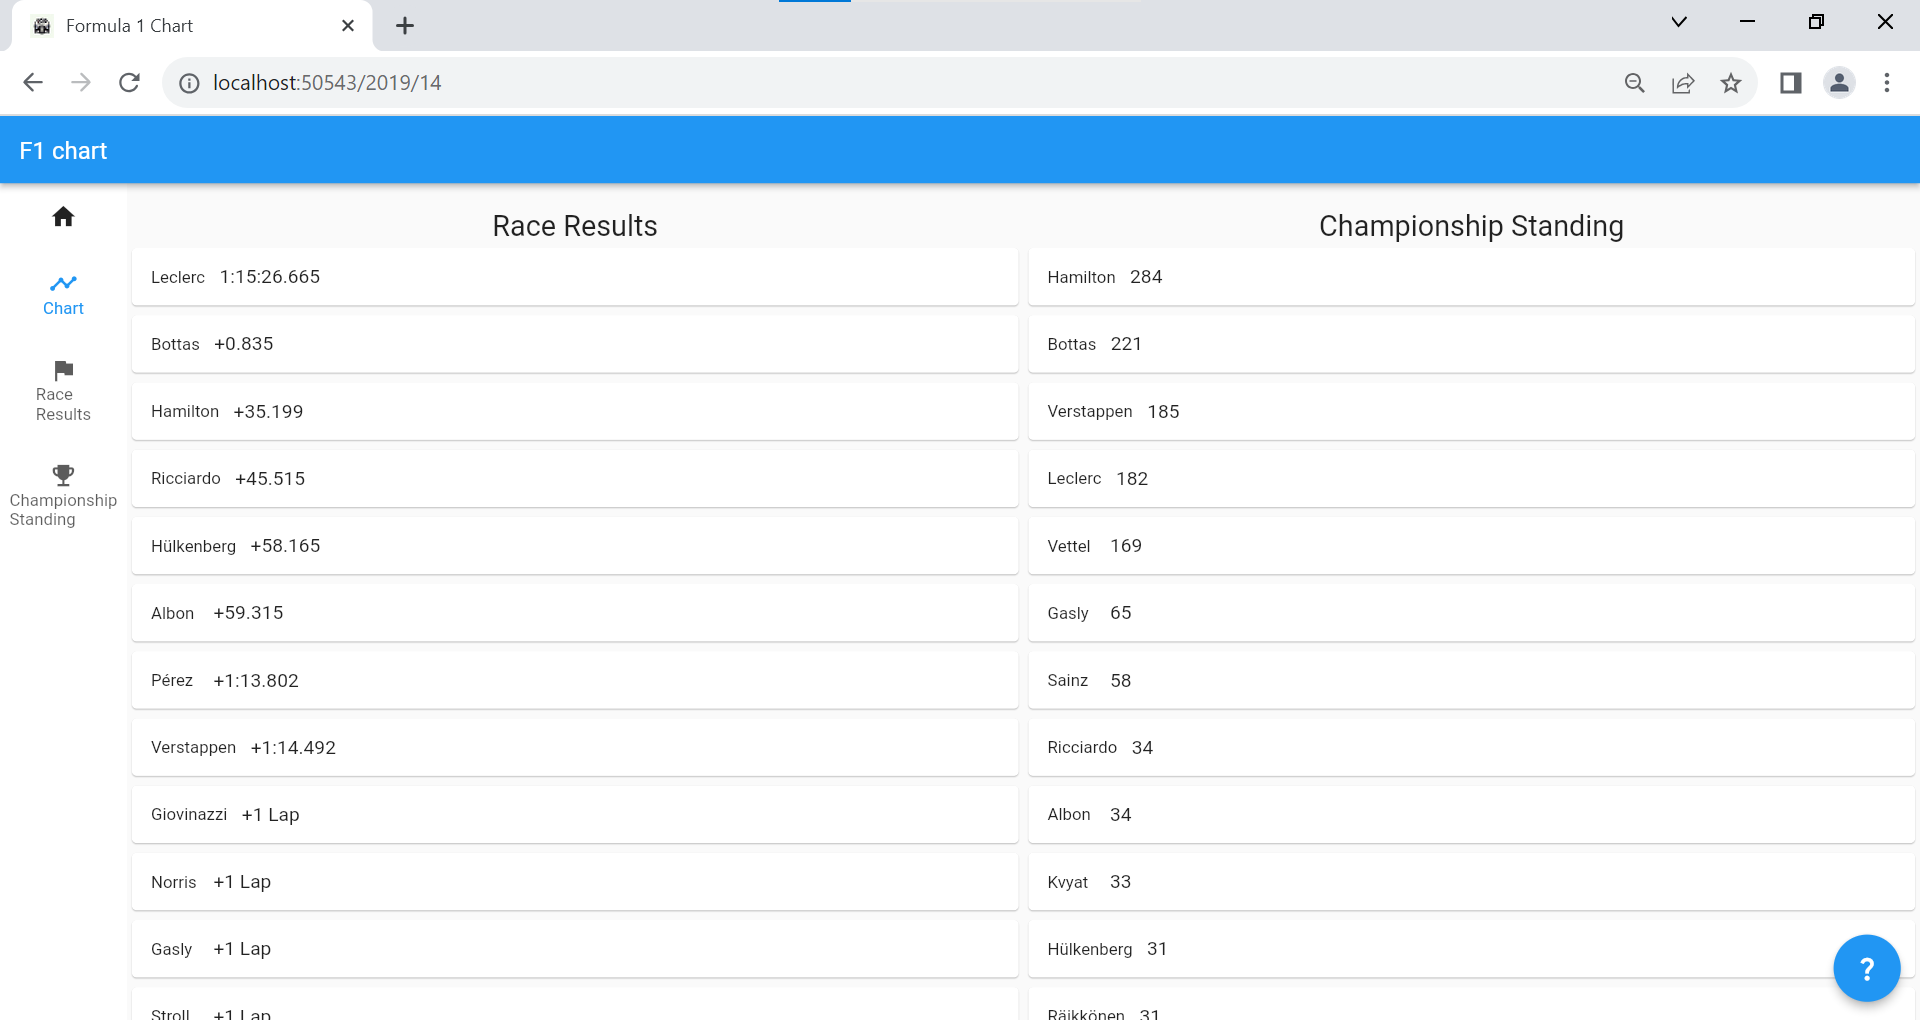 Formula 1 Chart
localhost:50543/2019/14
F1 chart
Chart
Race
Results
Championship
Standing
Race Results
Leclerc 1:15:26.665
Bottas +0.835
Hamilton +35.199
Ricciardo +45.515
Hülkenberg +58.165
Albon +59.315
Pérez +1:13.802
Verstappen +1:14.492
Giovinazzi +1 Lap
Norris +1 Lap
Gasly +1 Lap
Stroll +1 Lap
Championship Standing
Hamilton 284
Bottas 221
Verstappen 185
Leclerc 182
Vettel 169
Gasly 65
Sainz 58
Ricciardo 34
Albon 34
Kvyat 33
Hülkenberg 31
Räikkönen 31
?